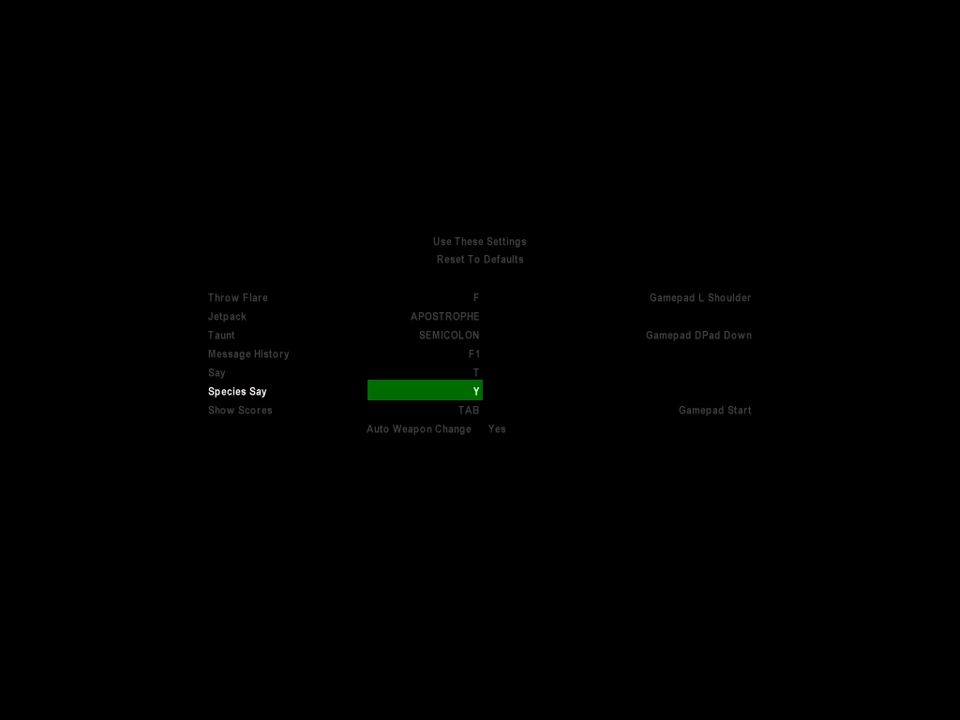 Use These Settings
Reset To Defaults
Throw Flare F Gamepad L Shoulder
Jetpack APOSTROPHE
Taunt SEMICOLON Gamepad DPad Down
Message History F1
Say T
Species Say Y
Show Scores TAB Gamepad Start
Auto Weapon Change Yes